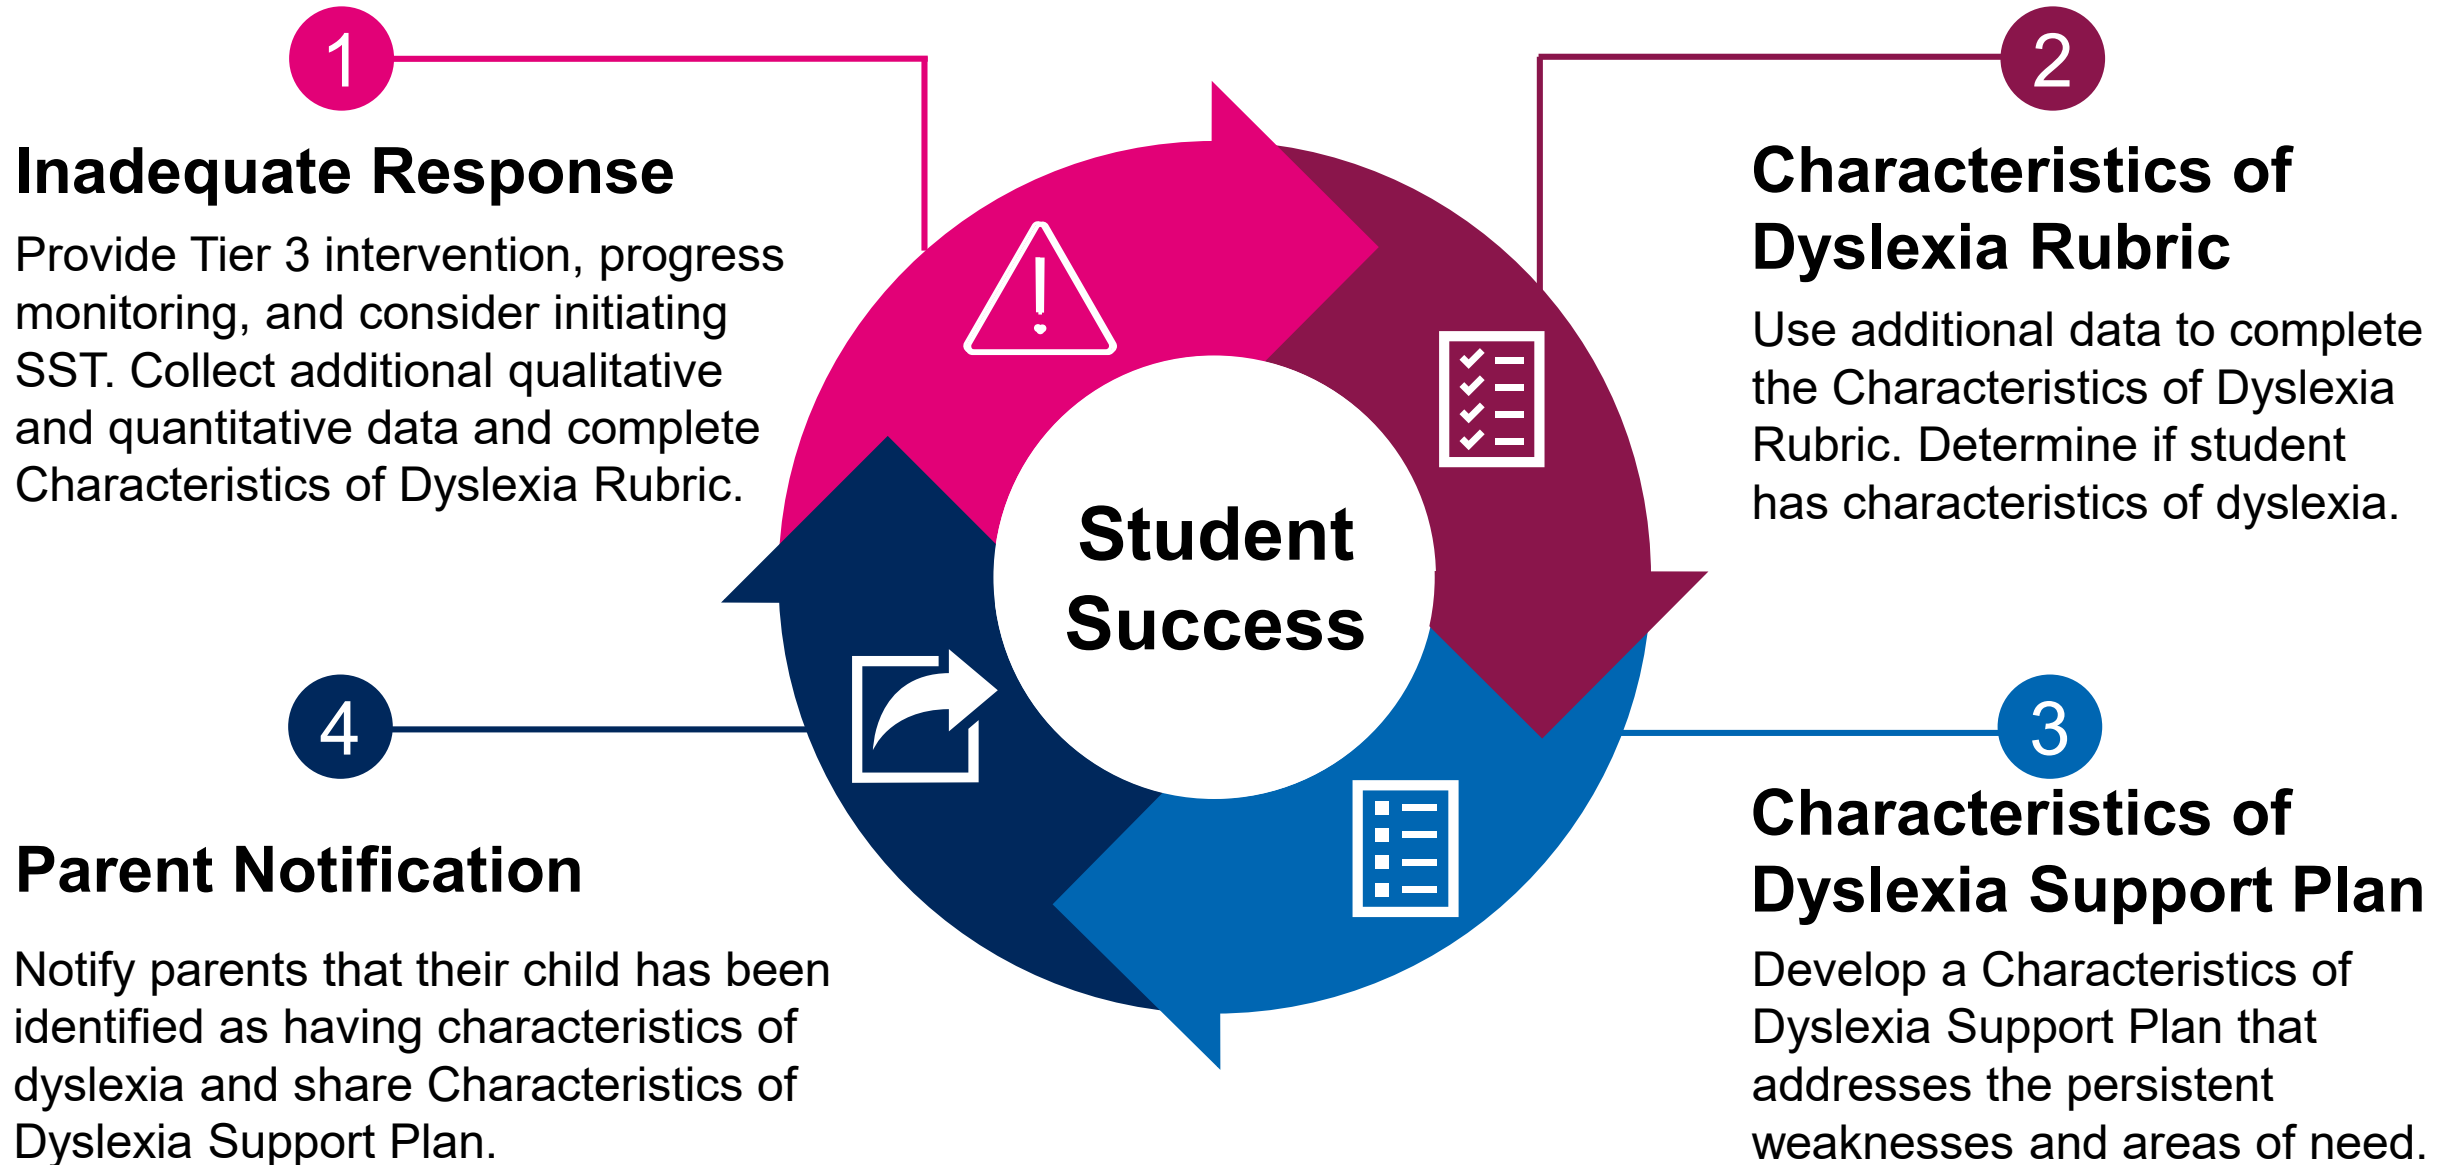 1
Inadequate Response
Provide Tier 3 intervention, progress
monitoring, and consider initiating
SST. Collect additional qualitative
and quantitative data and complete
Characteristics of Dyslexia Rubric.
2
Characteristics of
Dyslexia Rubric
Use additional data to complete
the Characteristics of Dyslexia
Rubric. Determine if student
has characteristics of dyslexia.
Student
Success
3
Characteristics of
Dyslexia Support Plan
Develop a Characteristics of
Dyslexia Support Plan that
addresses the persistent
weaknesses and areas of need.
4
Parent Notification
Notify parents that their child has been
identified as having characteristics of
dyslexia and share Characteristics of
Dyslexia Support Plan.